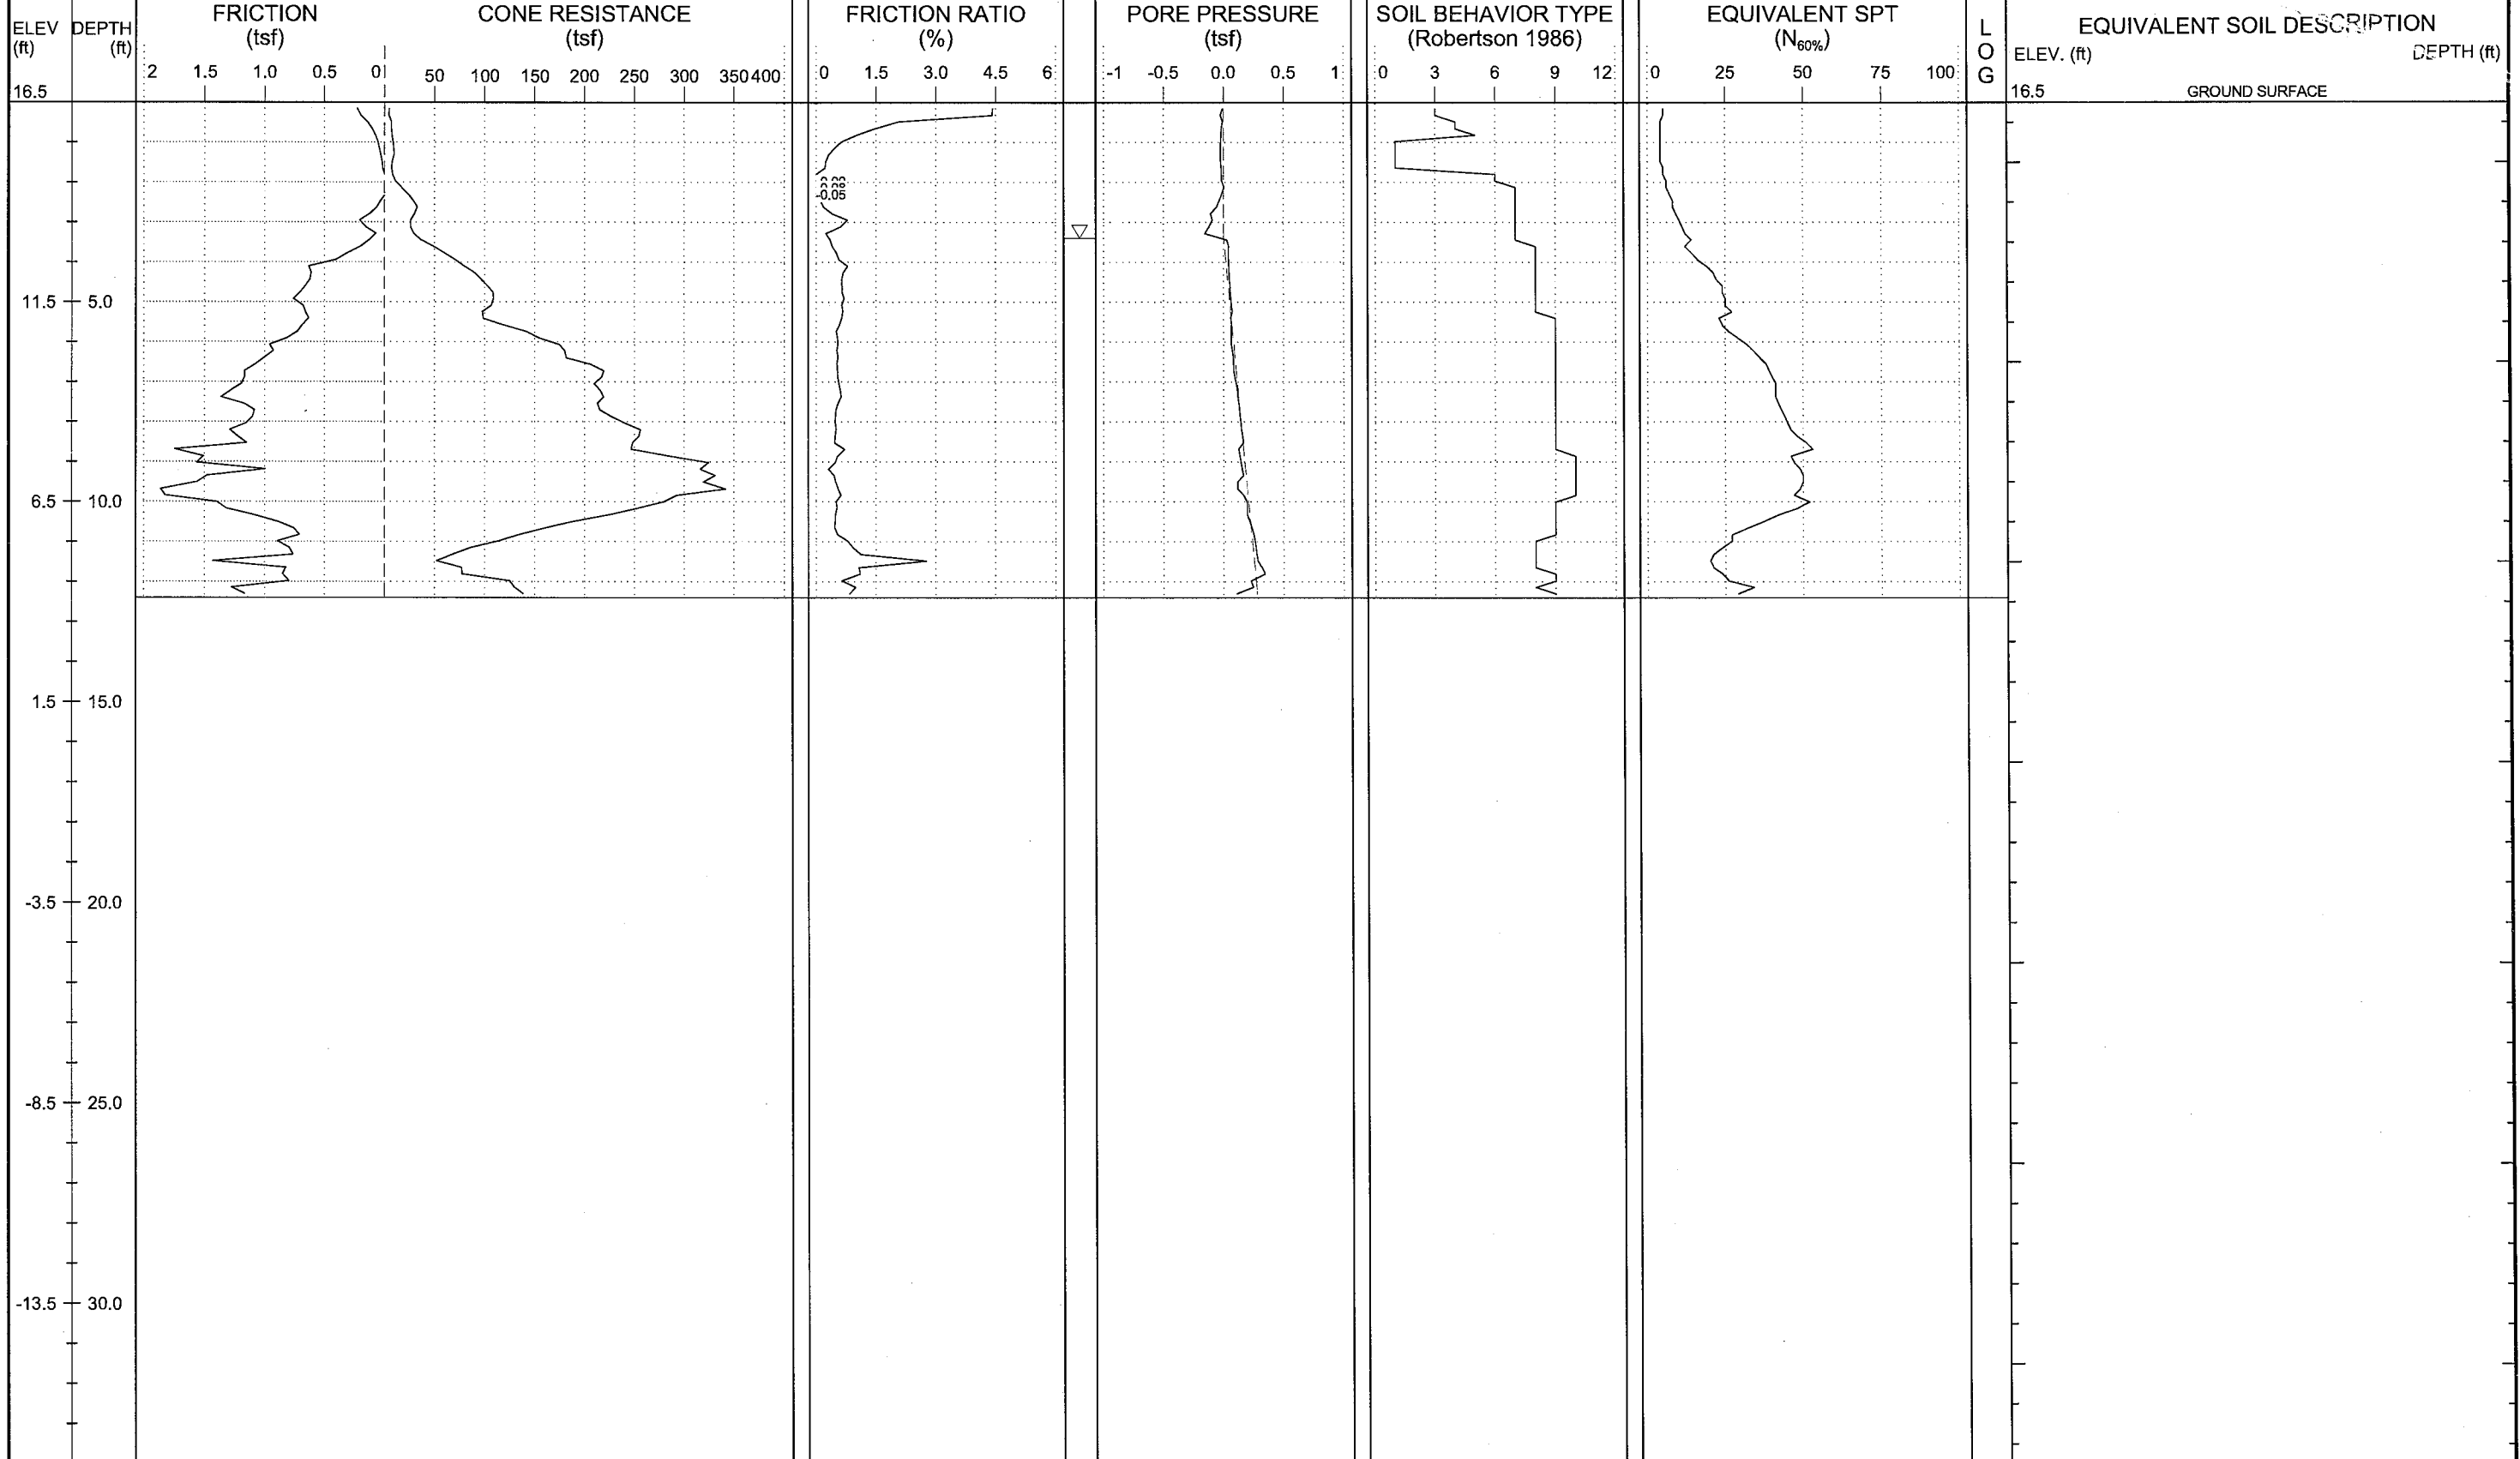 ELEV (ft)
DEPTH (ft)
FRICTION (tsf)
CONE RESISTANCE (tsf)
FRICTION RATIO (%)
PORE PRESSURE (tsf)
SOIL BEHAVIOR TYPE (Robertson 1986)
EQUIVALENT SPT (N60%)
LOG
EQUIVALENT SOIL DESCRIPTION
ELEV. (ft) DEPTH (ft)
2 1.5 1.0 0.5 0 50 100 150 200 250 300 350 400
0 1.5 3.0 4.5 6
-1 -0.5 0.0 0.5 1
0 3 6 9 12
0 25 50 75 100
16.5
16.5 GROUND SURFACE
-0.05
11.5 5.0
6.5 10.0
1.5 15.0
-3.5 20.0
-8.5 25.0
-13.5 30.0